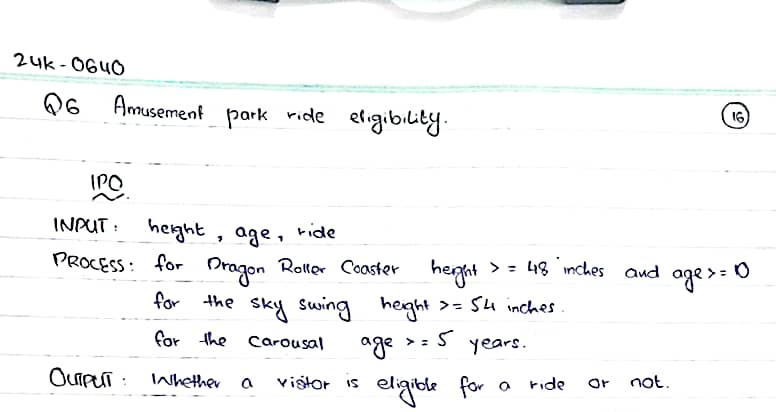 24K-0640
Q6 Amusement park ride eligibility.
16
IPO
INPUT: height, age, ride
PROCESS: for Dragon Roller Coaster height >= 48 inches and age >= 10
for the sky swing height >= 54 inches.
for the carousal age >= 5 years.
OUTPUT: Whether a visitor is eligible for a ride or not.